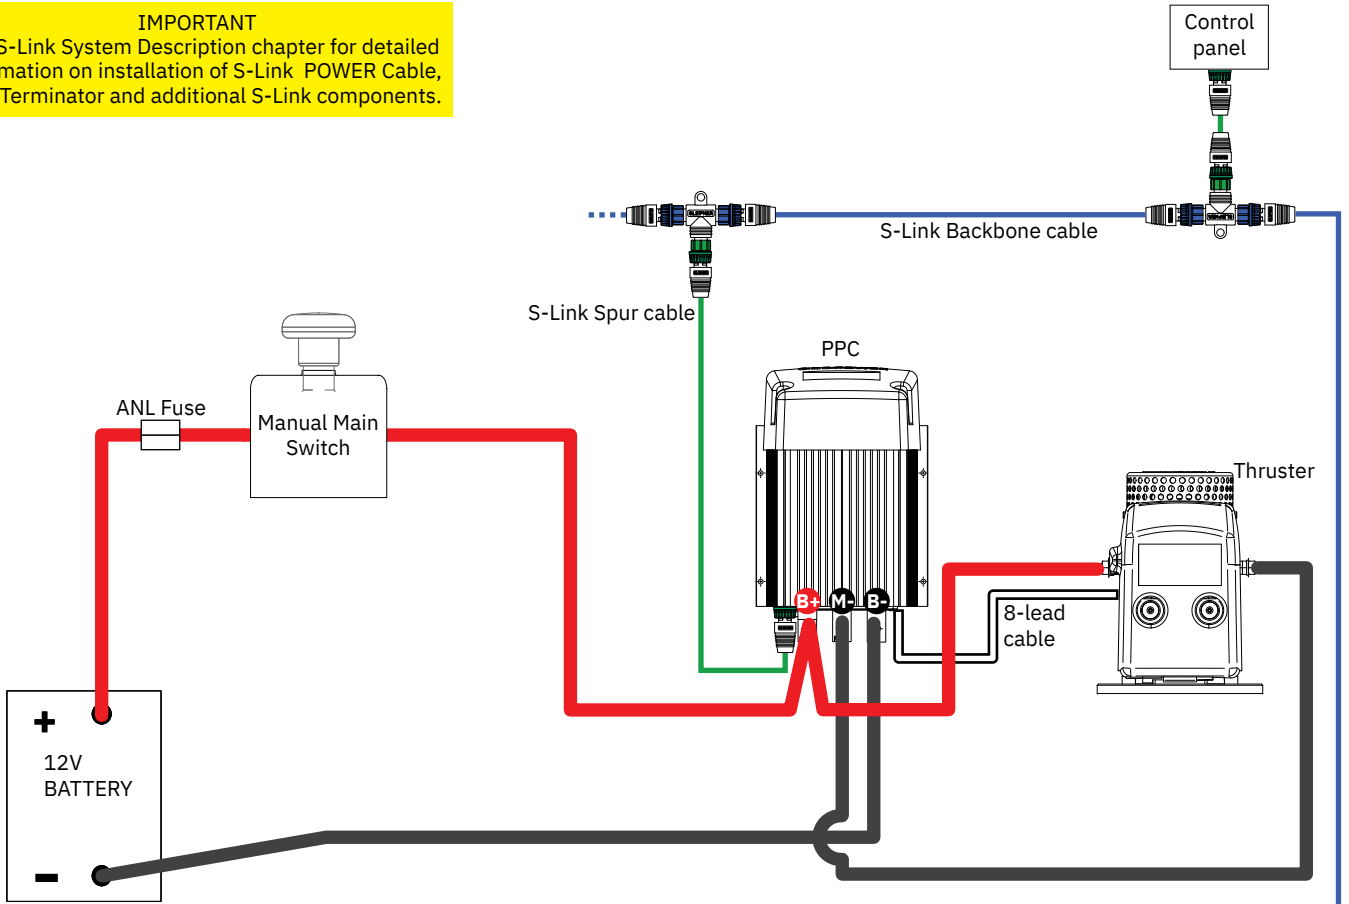 IMPORTANT
S-Link System Description chapter for detailed
mation on installation of S-Link POWER Cable,
Terminator and additional S-Link components.
Control
panel
SLEIPNER
S-Link Backbone cable
S-Link Spur cable
PPC
ANL Fuse
Manual Main
Switch
Thruster
B+
M-
B-
8-lead
cable
+
12V
BATTERY
-